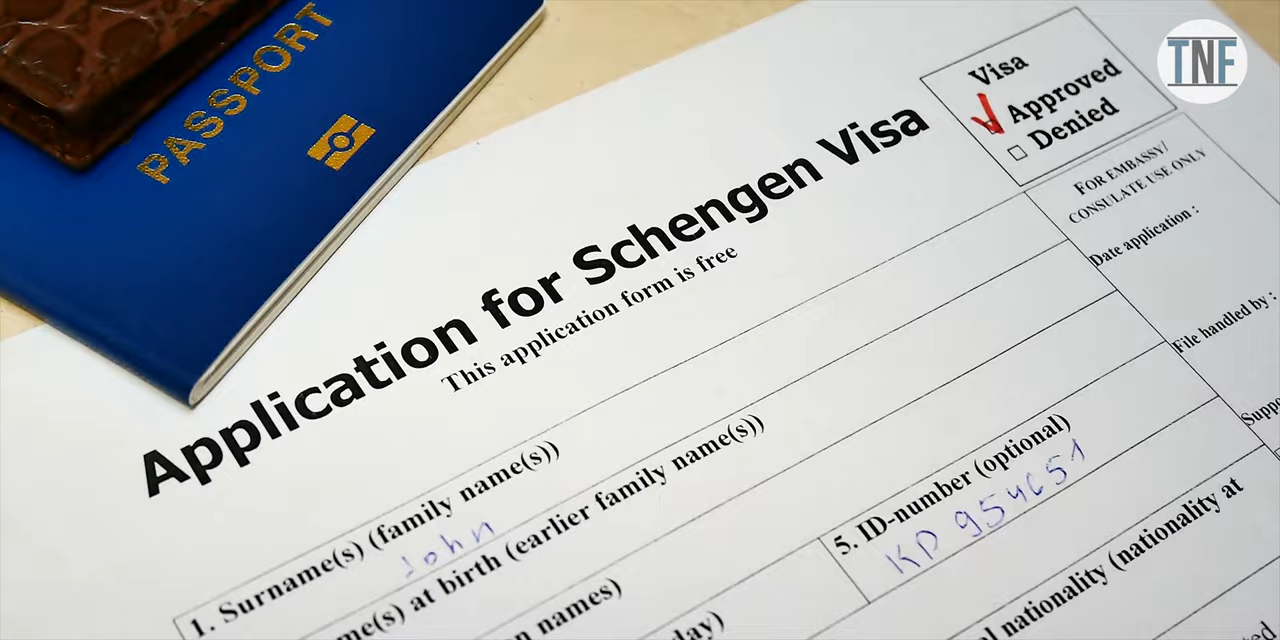 PASSPORT
TNF
Visa
Approved
Denied
Application for Schengen Visa
This application form is free
FOR EMBASSY/
CONSULATE USE ONLY
Date application :
File handled by :
1. Surname(s) (family name(s))
John
me(s) at birth (earlier family name(s))
n names)
day)
5. ID-number (optional)
KP 954651
l nationality (nationality at